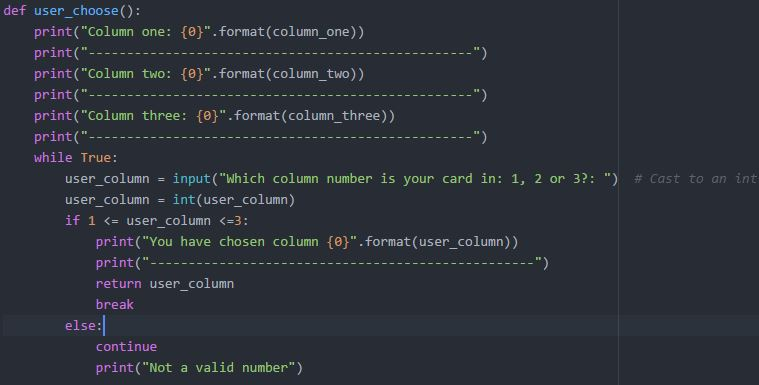 def user_choose():
    print("Column one: {0}".format(column_one))
    print("--------------------------------------------------")
    print("Column two: {0}".format(column_two))
    print("--------------------------------------------------")
    print("Column three: {0}".format(column_three))
    print("--------------------------------------------------")
    while True:
        user_column = input("Which column number is your card in: 1, 2 or 3?: ")  # Cast to an int
        user_column = int(user_column)
        if 1 <= user_column <=3:
            print("You have chosen column {0}".format(user_column))
            print("--------------------------------------------------")
            return user_column
            break
        else:
            continue
            print("Not a valid number")